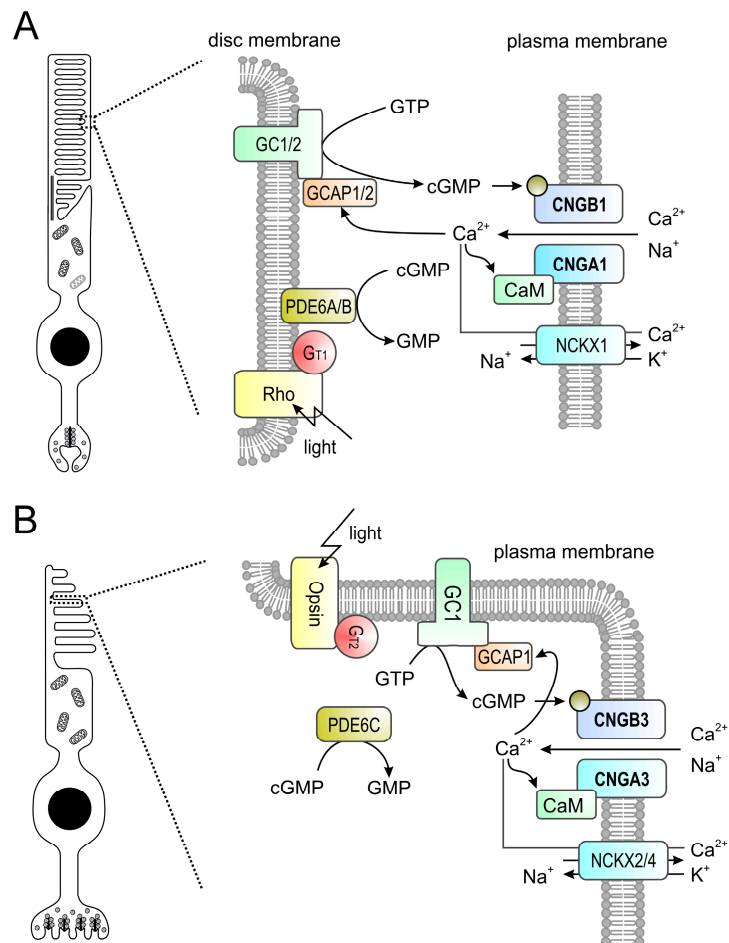 A
disc membrane
plasma membrane
GTP
GC1/2
GCAP1/2
cGMP
CNGB1
Ca2+
Ca2+
Na+
CNGA1
cGMP
CaM
PDE6A/B
GMP
NCKX1
Ca2+
Na+
K+
GT1
Rho
light
B
light
plasma membrane
Opsin
GC1
GT2
GCAP1
GTP
cGMP
CNGB3
PDE6C
Ca2+
Ca2+
Na+
CNGA3
cGMP
GMP
CaM
NCKX2/4
Ca2+
Na+
K+